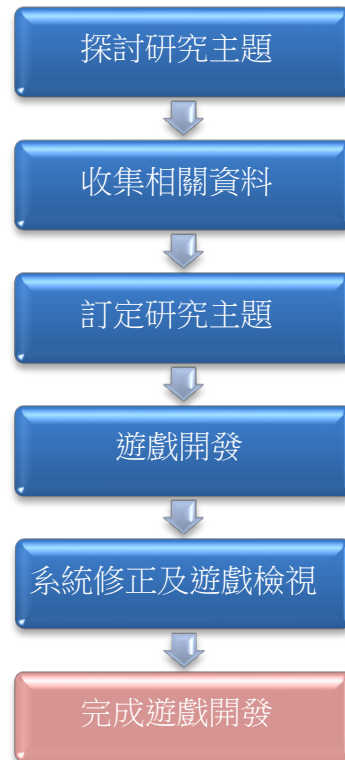 探討研究主題
收集相關資料
訂定研究主題
遊戲開發
系統修正及遊戲檢視
完成遊戲開發